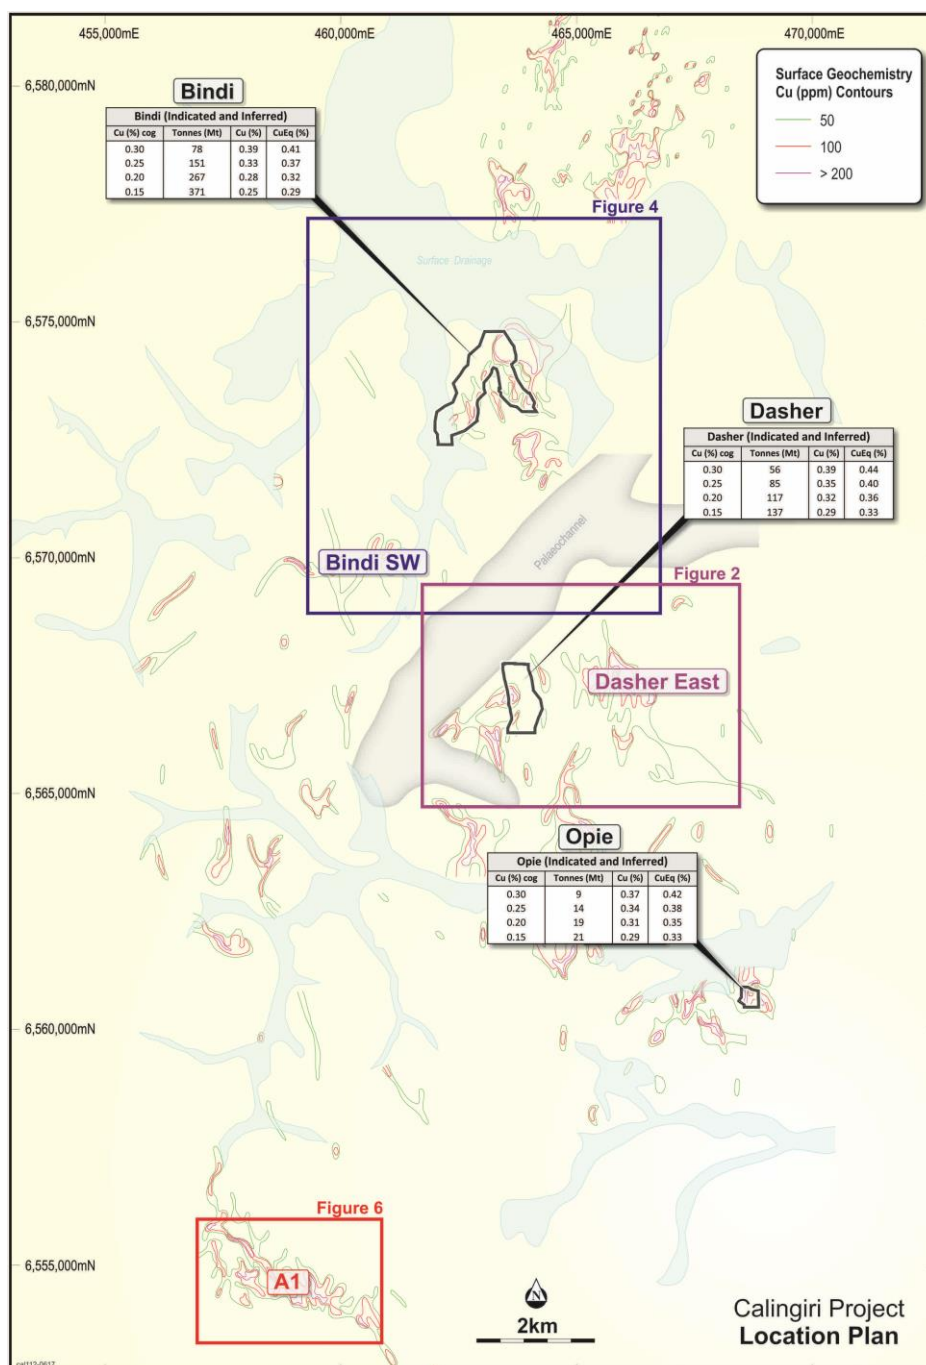 455,000mE 460,000mE 465,000mE 470,000mE
6,580,000mN
Surface Geochemistry
Cu (ppm) Contours
50
100
> 200
Bindi
Bindi (Indicated and Inferred)
Cu (%) cog Tonnes (Mt) Cu (%) CuEq (%)
0.30 78 0.39 0.41
0.25 151 0.33 0.37
0.20 267 0.28 0.32
0.15 371 0.25 0.29
Figure 4
Surface Drainage
6,575,000mN
Dasher
Dasher (Indicated and Inferred)
Cu (%) cog Tonnes (Mt) Cu (%) CuEq (%)
0.30 56 0.39 0.44
0.25 85 0.35 0.40
0.20 117 0.32 0.36
0.15 137 0.29 0.33
Palaeochannel
6,570,000mN
Bindi SW
Figure 2
Dasher East
6,565,000mN
Opie
Opie (Indicated and Inferred)
Cu (%) cog Tonnes (Mt) Cu (%) CuEq (%)
0.30 9 0.37 0.42
0.25 14 0.34 0.38
0.20 19 0.31 0.35
0.15 21 0.29 0.33
6,560,000mN
Figure 6
6,555,000mN
A1
N
2km
Calingiri Project
Location Plan